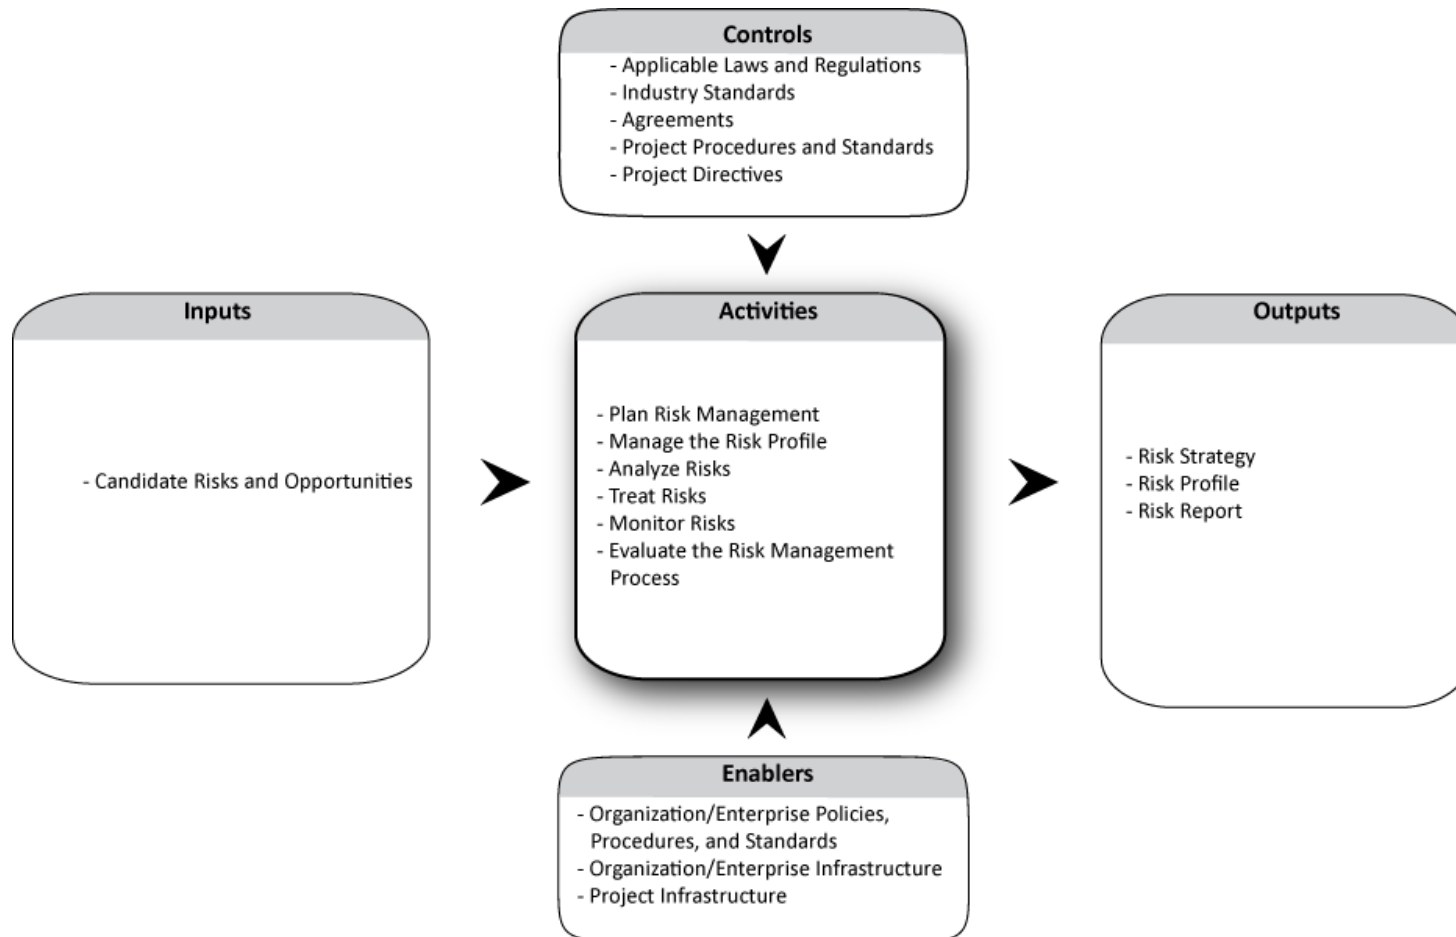 Controls
- Applicable Laws and Regulations
- Industry Standards
- Agreements
- Project Procedures and Standards
- Project Directives
Inputs
- Candidate Risks and Opportunities
Activities
- Plan Risk Management
- Manage the Risk Profile
- Analyze Risks
- Treat Risks
- Monitor Risks
- Evaluate the Risk Management
Process
Outputs
- Risk Strategy
- Risk Profile
- Risk Report
Enablers
- Organization/Enterprise Policies,
Procedures, and Standards
- Organization/Enterprise Infrastructure
- Project Infrastructure